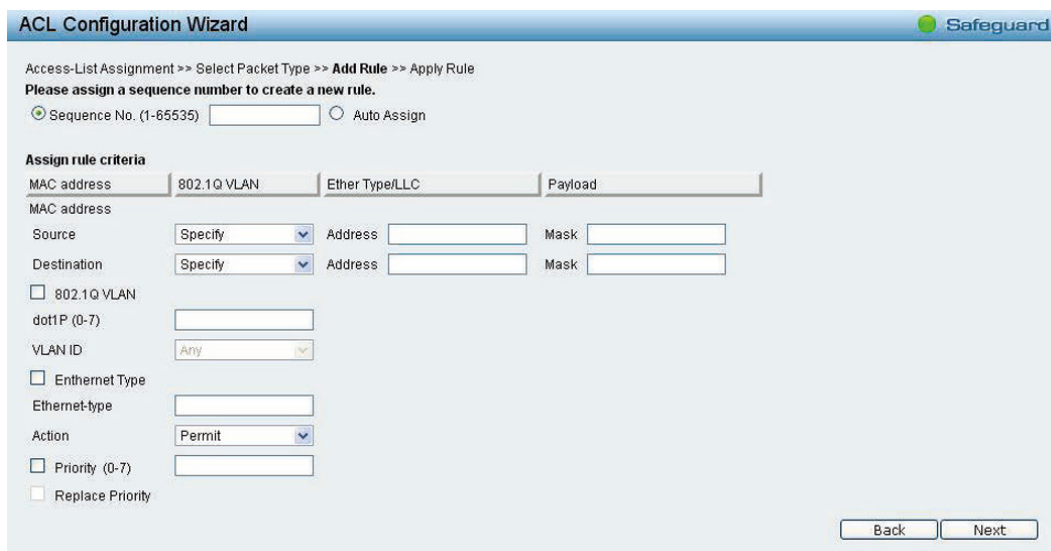 ACL Configuration Wizard
Safeguard
Access-List Assignment >> Select Packet Type >> Add Rule >> Apply Rule
Please assign a sequence number to create a new rule.
Sequence No. (1-65535) Auto Assign
Assign rule criteria
MAC address 802.1Q VLAN Ether Type/LLC Payload
MAC address
Source Specify Address Mask
Destination Specify Address Mask
802.1Q VLAN
dot1P (0-7)
VLAN ID Any
Enthernet Type
Ethernet-type
Action Permit
Priority (0-7)
Replace Priority
Back Next